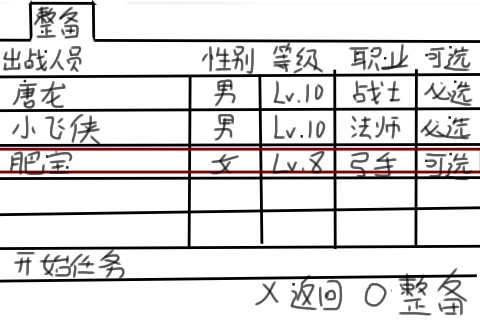 整备
出战人员 性别 等级 职业 可选
唐龙 男 Lv.10 战士 必选
小飞侠 男 Lv.10 法师 必选
肥宝 女 Lv.8 弓手 可选
开始任务
X 返回 O 整备